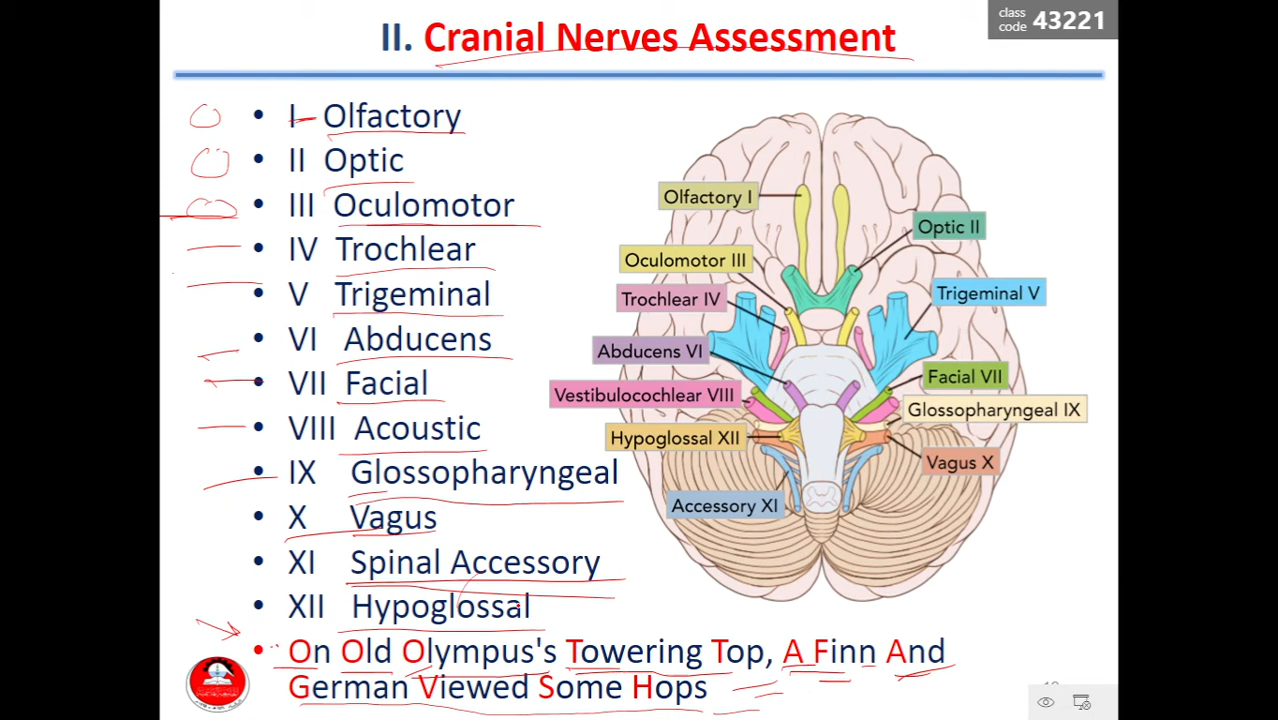 II. Cranial Nerves Assessment
class code 43221
• I- Olfactory
• II Optic
• III Oculomotor
• IV Trochlear
• V Trigeminal
• VI Abducens
• VII Facial
• VIII Acoustic
• IX Glossopharyngeal
• X Vagus
• XI Spinal Accessory
• XII Hypoglossal
• On Old Olympus's Towering Top, A Finn And
German Viewed Some Hops
Olfactory I
Optic II
Oculomotor III
Trigeminal V
Trochlear IV
Abducens VI
Facial VII
Vestibulocochlear VIII
Glossopharyngeal IX
Hypoglossal XII
Vagus X
Accessory XI